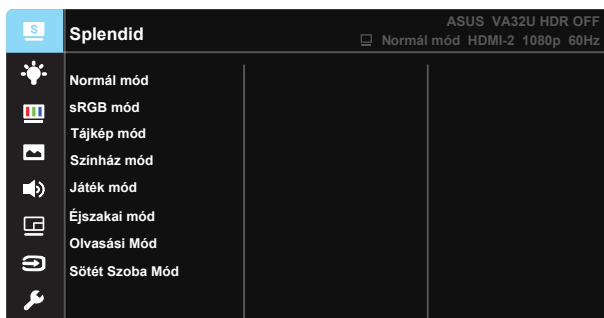 S
Splendid
ASUS VA32U HDR OFF
Normál mód HDMI-2 1080p 60Hz
Normál mód
sRGB mód
Tájkép mód
Színház mód
Játék mód
Éjszakai mód
Olvasási Mód
Sötét Szoba Mód